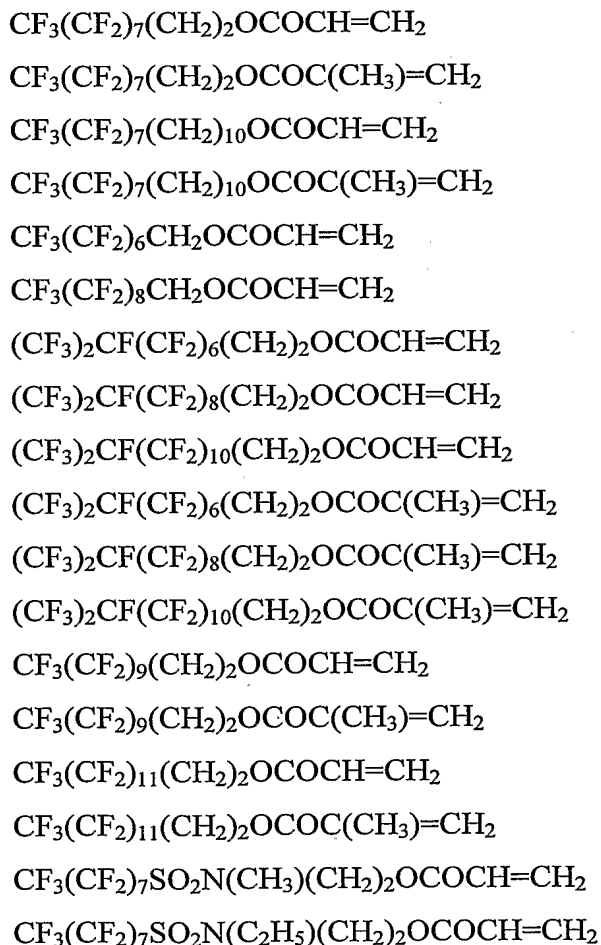 CF₃(CF₂)₇(CH₂)₂OCOCH=CH₂
CF₃(CF₂)₇(CH₂)₂OCOC(CH₃)=CH₂
CF₃(CF₂)₇(CH₂)₁₀OCOCH=CH₂
CF₃(CF₂)₇(CH₂)₁₀OCOC(CH₃)=CH₂
CF₃(CF₂)₆CH₂OCOCH=CH₂
CF₃(CF₂)₈CH₂OCOCH=CH₂
(CF₃)₂CF(CF₂)₆(CH₂)₂OCOCH=CH₂
(CF₃)₂CF(CF₂)₈(CH₂)₂OCOCH=CH₂
(CF₃)₂CF(CF₂)₁₀(CH₂)₂OCOCH=CH₂
(CF₃)₂CF(CF₂)₆(CH₂)₂OCOC(CH₃)=CH₂
(CF₃)₂CF(CF₂)₈(CH₂)₂OCOC(CH₃)=CH₂
(CF₃)₂CF(CF₂)₁₀(CH₂)₂OCOC(CH₃)=CH₂
CF₃(CF₂)₉(CH₂)₂OCOCH=CH₂
CF₃(CF₂)₉(CH₂)₂OCOC(CH₃)=CH₂
CF₃(CF₂)₁₁(CH₂)₂OCOCH=CH₂
CF₃(CF₂)₁₁(CH₂)₂OCOC(CH₃)=CH₂
CF₃(CF₂)₇SO₂N(CH₃)(CH₂)₂OCOCH=CH₂
CF₃(CF₂)₇SO₂N(C₂H₅)(CH₂)₂OCOCH=CH₂